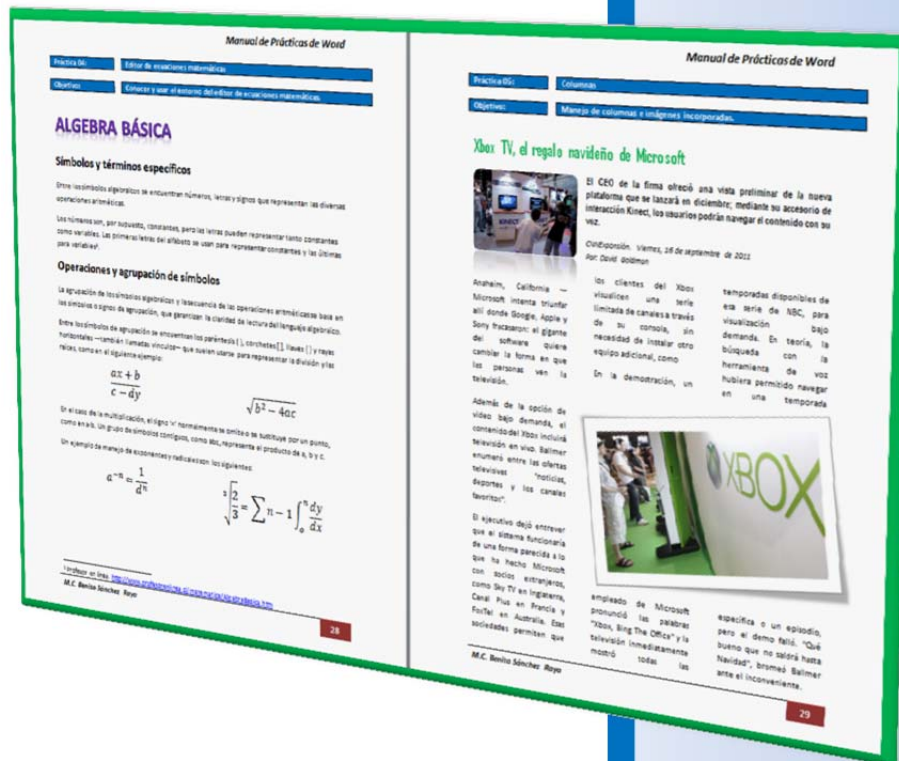 Manual de Prácticas de Word
Práctica 04: Editor de ecuaciones matemáticas
Objetivo: Conocer y usar el entorno del editor de ecuaciones matemáticas.
ALGEBRA BÁSICA
Símbolos y términos específicos
Entre los símbolos algebraicos se encuentran números, letras y signos que representan las diversas
operaciones aritméticas.
Los números son, por supuesto, constantes, pero las letras pueden representar tanto constantes
como variables. Las primeras letras del alfabeto se usan para representar constantes y las últimas
para variables¹.
Operaciones y agrupación de símbolos
La agrupación de los símbolos algebraicos y la secuencia de las operaciones aritméticas se basa en
los símbolos o signos de agrupación, que garantizan la claridad de lectura del lenguaje algebraico.
Entre los símbolos de agrupación se encuentran los paréntesis ( ), corchetes [ ], llaves { } y rayas
horizontales —también llamadas vínculos— que suelen usarse para representar la división y las
raíces, como en el siguiente ejemplo:
ax + b
c − dy
√b² − 4ac
En el caso de la multiplicación, el signo '×' normalmente se omite o se sustituye por un punto,
como en a·b. Un grupo de símbolos contiguos, como abc, representa el producto de a, b y c.
Un ejemplo de manejo de exponentes y radicales son los siguientes:
a⁻ⁿ = 1/dⁿ
³√2/3 = ∑ n − 1 ∫₀ⁿ dy/dx
M.C. Benito Sánchez Raya
28
Manual de Prácticas de Word
Práctica 05: Columnas
Objetivo: Manejo de columnas e imágenes incorporadas.
Xbox TV, el regalo navideño de Microsoft
KINECT
El CEO de la firma ofreció una vista preliminar de la nueva
plataforma que se lanzará en diciembre; mediante su accesorio de
interacción Kinect, los usuarios podrán navegar el contenido con su
voz.
CNNExpansión. Viernes, 16 de septiembre de 2011
Por: David Goldman
Anaheim, California —
Microsoft intenta triunfar
allí donde Google, Apple y
Sony fracasaron: el gigante
del software quiere
cambiar la forma en que
las personas ven la
televisión.
Además de la opción de
video bajo demanda, el
contenido del Xbox incluirá
televisión en vivo. Ballmer
enumeró entre las ofertas
televisivas "noticias,
deportes y los canales
favoritos".
El ejecutivo dejó entrever
que el sistema funcionaría
de una forma parecida a lo
que ha hecho Microsoft
con socios extranjeros,
como Sky TV en Inglaterra,
Canal Plus en Francia y
FoxTel en Australia. Esas
sociedades permiten que
los clientes del Xbox
visualicen una serie
limitada de canales a través
de su consola, sin
necesidad de instalar otro
equipo adicional, como
En la demostración, un
empleado de Microsoft
pronunció las palabras
"Xbox, Bing The Office" y la
televisión inmediatamente
mostró todas las
temporadas disponibles de
esa serie de NBC, para
visualización bajo
demanda. En teoría, la
búsqueda con la
herramienta de voz
hubiera permitido navegar
en una temporada
XBOX
específica o un episodio,
pero el demo falló. "Qué
bueno que no saldrá hasta
Navidad", bromeó Ballmer
ante el inconveniente.
M.C. Benito Sánchez Raya
29